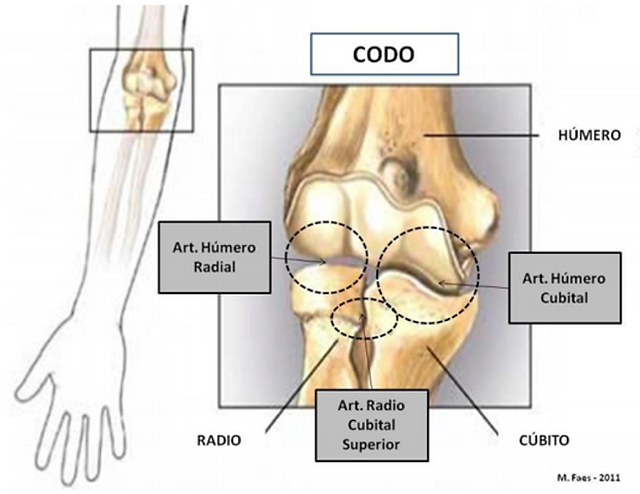 CODO
HÚMERO
Art. Húmero
Radial
Art. Húmero
Cubital
Art. Radio
Cubital
Superior
RADIO
CÚBITO
M. Faes - 2011